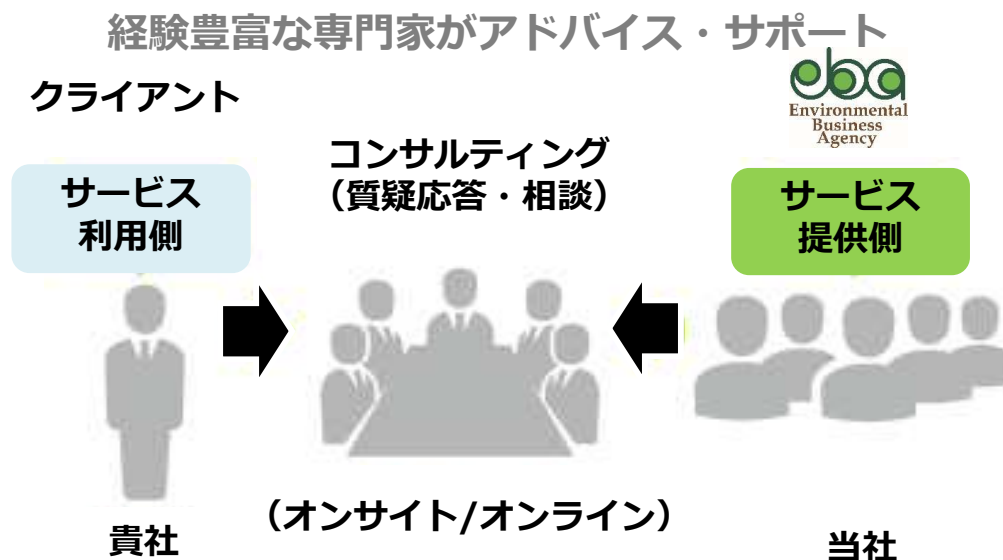 経験豊富な専門家がアドバイス・サポート
クライアント
eba
Environmental
Business
Agency
コンサルティング
（質疑応答・相談）
サービス
利用側
サービス
提供側
（オンサイト/オンライン）
貴社
当社